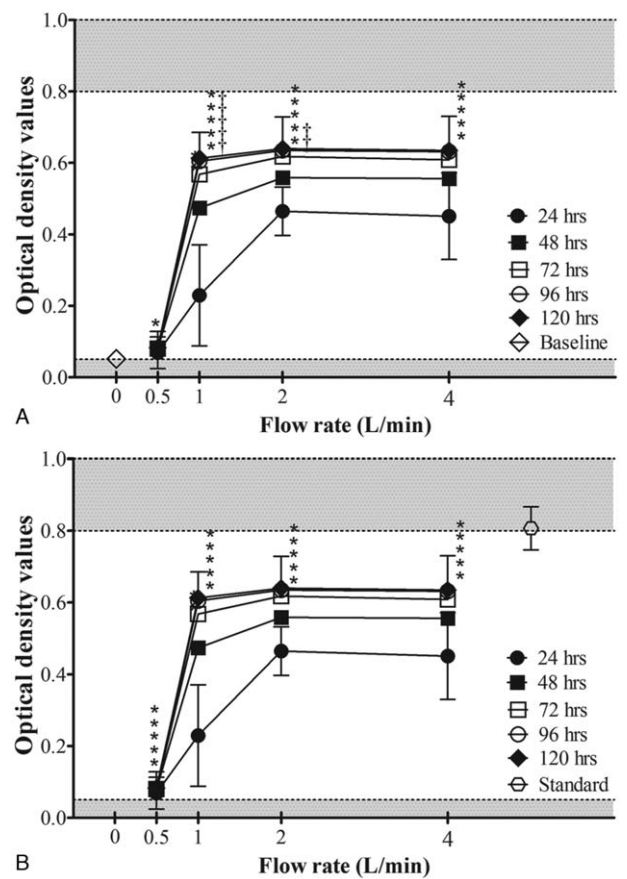 1.0
0.8
0.6
0.4
0.2
0.0
Optical density values
*
*****
‡‡‡‡
*****
‡
*****
24 hrs
48 hrs
72 hrs
96 hrs
120 hrs
Baseline
0 0.5 1 2 4
Flow rate (L/min)
A
1.0
0.8
0.6
0.4
0.2
0.0
Optical density values
*****
*****
*****
*****
24 hrs
48 hrs
72 hrs
96 hrs
120 hrs
Standard
0 0.5 1 2 4
Flow rate (L/min)
B